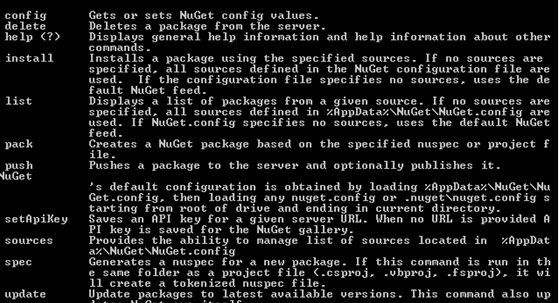 config Gets or sets NuGet config values.
delete Deletes a package from the server.
help (?) Displays general help information and help information about other
commands.
install Installs a package using the specified sources. If no sources are
specified, all sources defined in the NuGet configuration file are
used. If the configuration file specifies no sources, uses the de
fault NuGet feed.
list Displays a list of packages from a given source. If no sources are
specified, all sources defined in %AppData%\NuGet\NuGet.config are
used. If NuGet.config specifies no sources, uses the default NuGet
feed.
pack Creates a NuGet package based on the specified nuspec or project f
ile.
push Pushes a package to the server and optionally publishes it.
NuGet
's default configuration is obtained by loading %AppData%\NuGet\Nu
Get.config, then loading any nuget.config or .nuget\nuget.config s
tarting from root of drive and ending in current directory.
setApiKey Saves an API key for a given server URL. When no URL is provided A
PI key is saved for the NuGet gallery.
sources Provides the ability to manage list of sources located in %AppDat
a%\NuGet\NuGet.config
spec Generates a nuspec for a new package. If this command is run in th
e same folder as a project file (.csproj, .vbproj, .fsproj), it wi
ll create a tokenized nuspec file.
update Update packages to latest available versions. This command also up